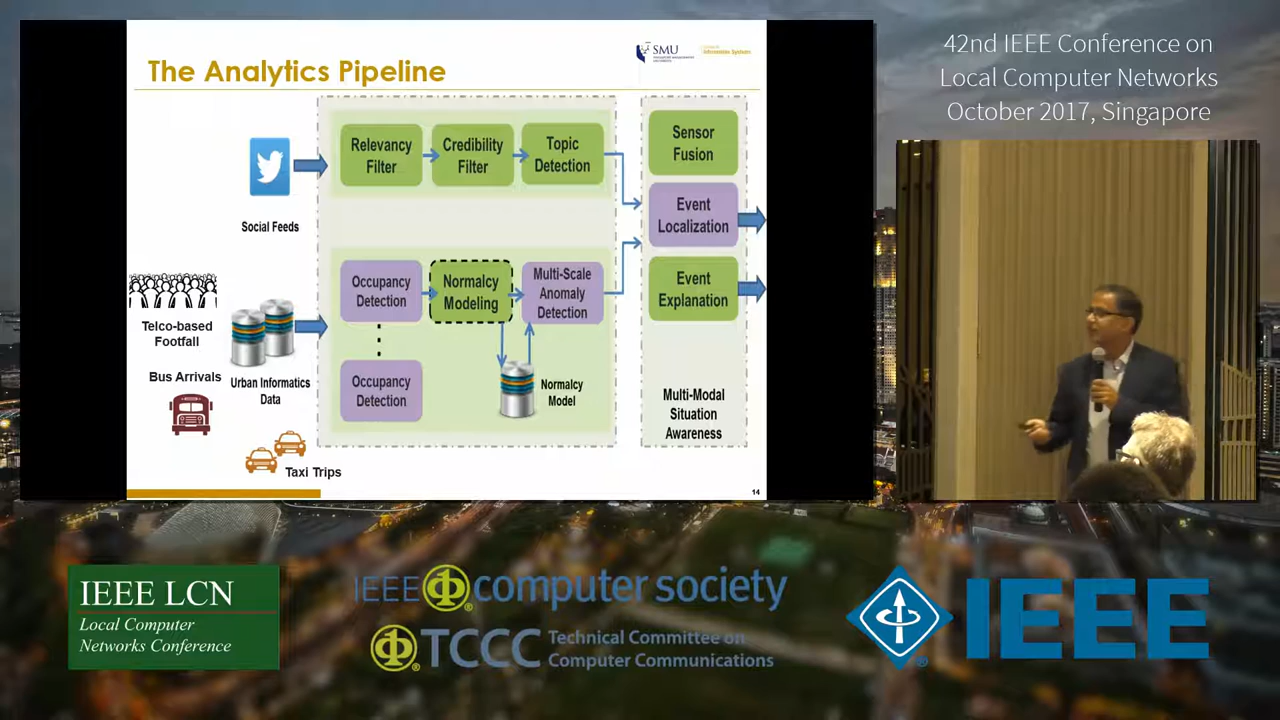 The Analytics Pipeline
SMU
Relevancy
Filter
Credibility
Filter
Topic
Detection
Sensor
Fusion
Social Feeds
Event
Localization
Occupancy
Detection
Normalcy
Modeling
Multi-Scale
Anomaly
Detection
Event
Explanation
Telco-based
Footfall
Bus Arrivals
Urban Informatics
Data
Occupancy
Detection
Normalcy
Model
Multi-Modal
Situation
Awareness
Taxi Trips
14
42nd IEEE Conference on
Local Computer Networks
October 2017, Singapore
IEEE LCN
Local Computer
Networks Conference
IEEE computer society
TCCC Technical Committee on
Computer Communications
IEEE